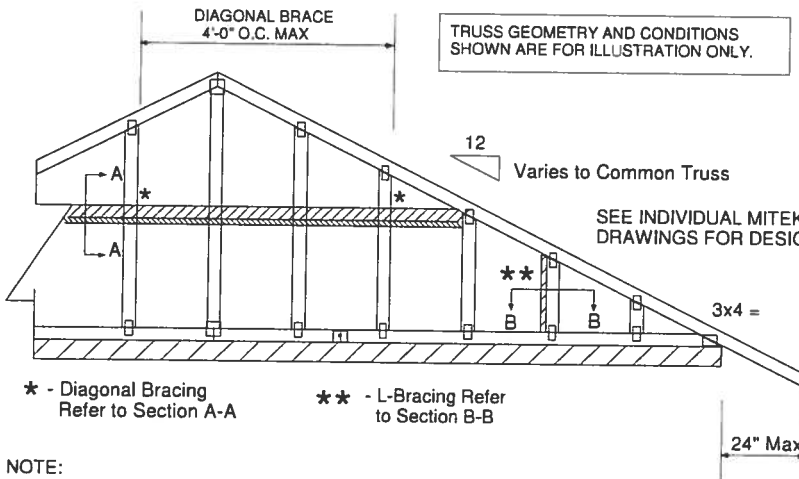 DIAGONAL BRACE
4'-0" O.C. MAX
TRUSS GEOMETRY AND CONDITIONS
SHOWN ARE FOR ILLUSTRATION ONLY.
12
Varies to Common Truss
A
*
*
SEE INDIVIDUAL MITEK
DRAWINGS FOR DESIG
A
**
B
B
3x4 =
* - Diagonal Bracing
Refer to Section A-A
** - L-Bracing Refer
to Section B-B
24" Max
NOTE: